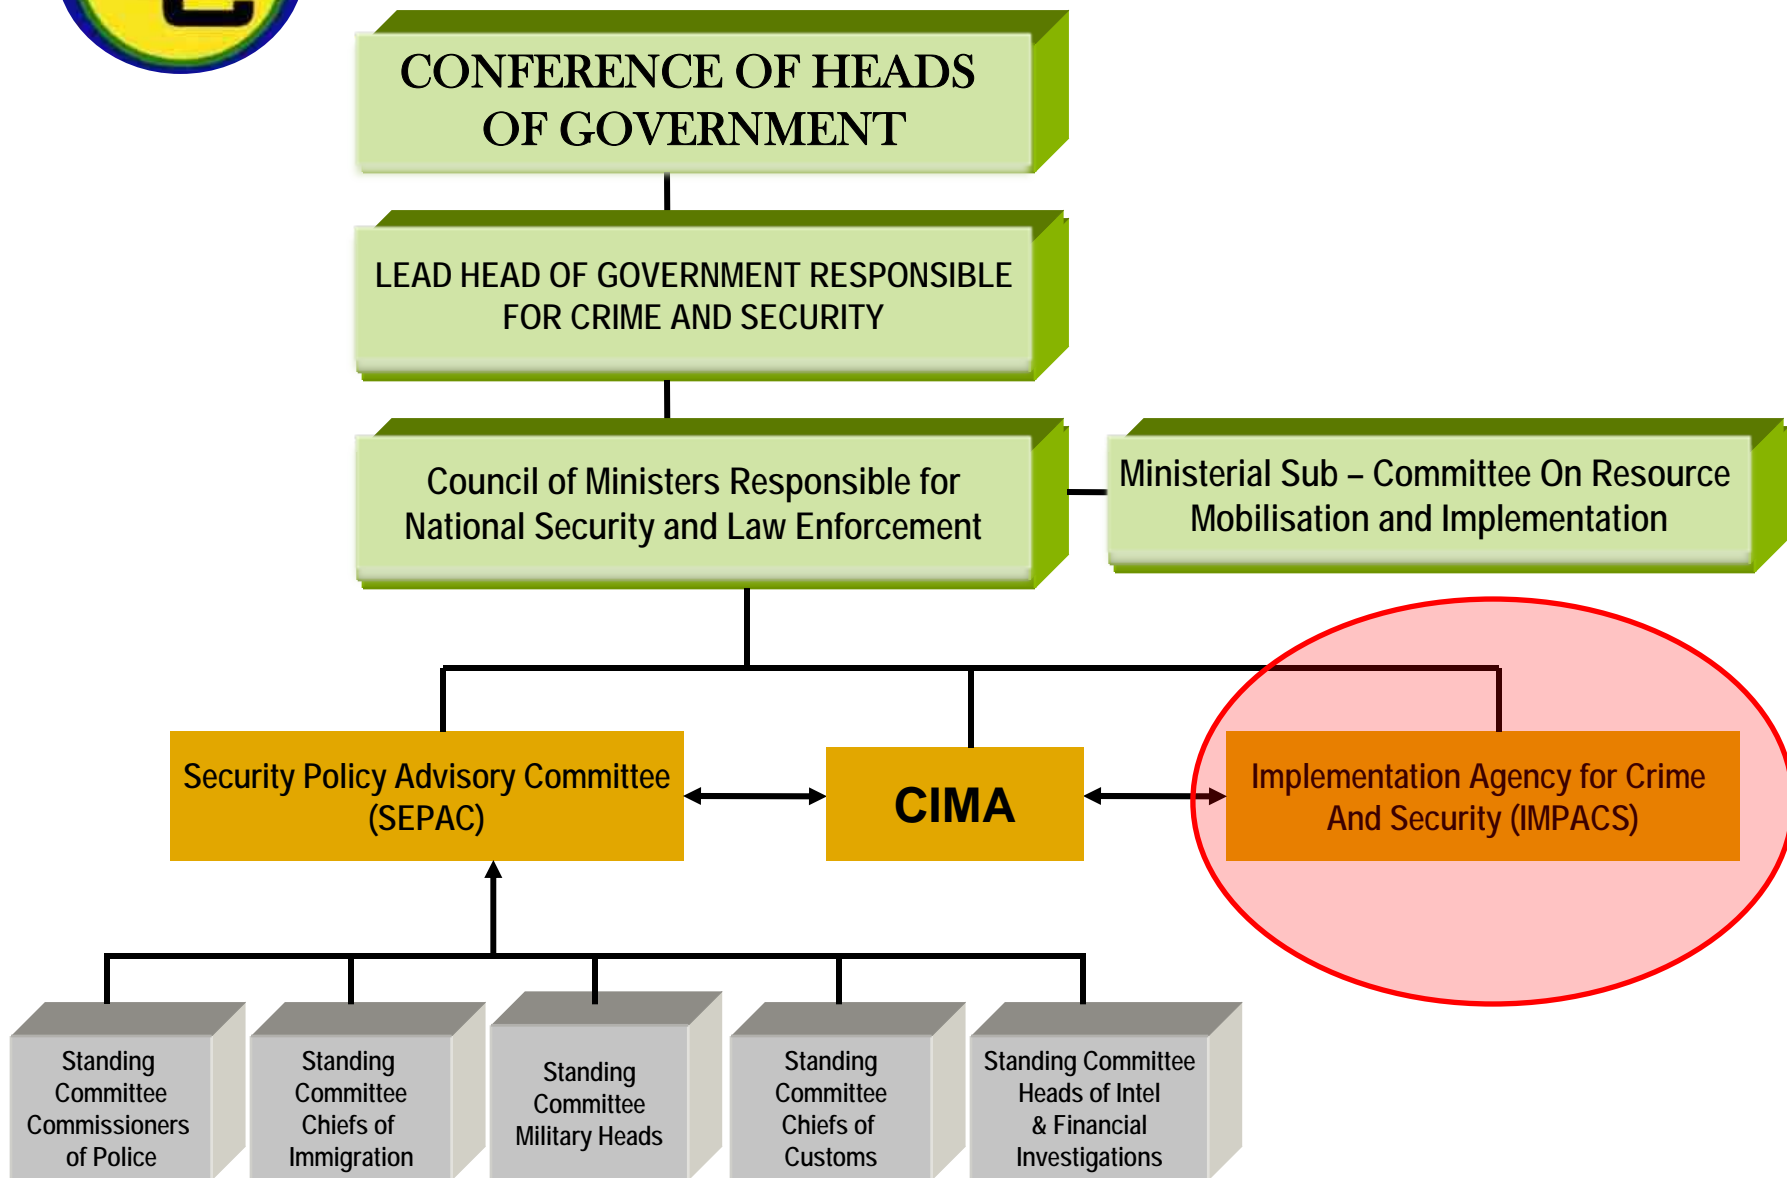 C
CONFERENCE OF HEADS
OF GOVERNMENT
LEAD HEAD OF GOVERNMENT RESPONSIBLE
FOR CRIME AND SECURITY
Council of Ministers Responsible for
National Security and Law Enforcement
Ministerial Sub – Committee On Resource
Mobilisation and Implementation
Security Policy Advisory Committee
(SEPAC)
CIMA
Implementation Agency for Crime
And Security (IMPACS)
Standing
Committee
Commissioners
of Police
Standing
Committee
Chiefs of
Immigration
Standing
Committee
Military Heads
Standing
Committee
Chiefs of
Customs
Standing Committee
Heads of Intel
& Financial
Investigations